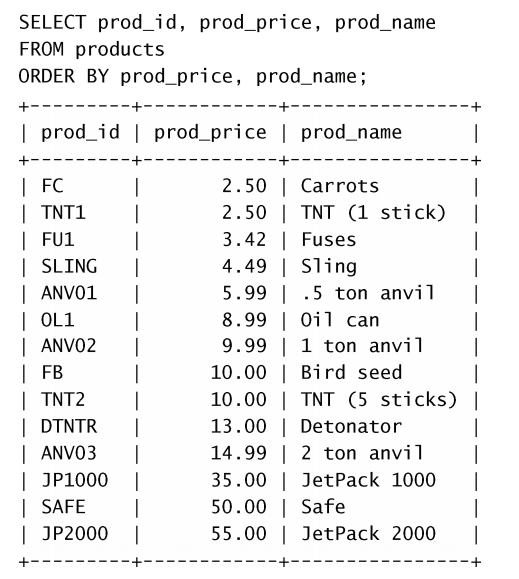 SELECT prod_id, prod_price, prod_name
FROM products
ORDER BY prod_price, prod_name;
+---------+------------+----------------+
| prod_id | prod_price | prod_name      |
+---------+------------+----------------+
| FC      |       2.50 | Carrots        |
| TNT1    |       2.50 | TNT (1 stick)  |
| FU1     |       3.42 | Fuses          |
| SLING   |       4.49 | Sling          |
| ANV01   |       5.99 | .5 ton anvil   |
| OL1     |       8.99 | Oil can        |
| ANV02   |       9.99 | 1 ton anvil    |
| FB      |      10.00 | Bird seed      |
| TNT2    |      10.00 | TNT (5 sticks) |
| DTNTR   |      13.00 | Detonator      |
| ANV03   |      14.99 | 2 ton anvil    |
| JP1000  |      35.00 | JetPack 1000   |
| SAFE    |      50.00 | Safe           |
| JP2000  |      55.00 | JetPack 2000   |
+---------+------------+----------------+